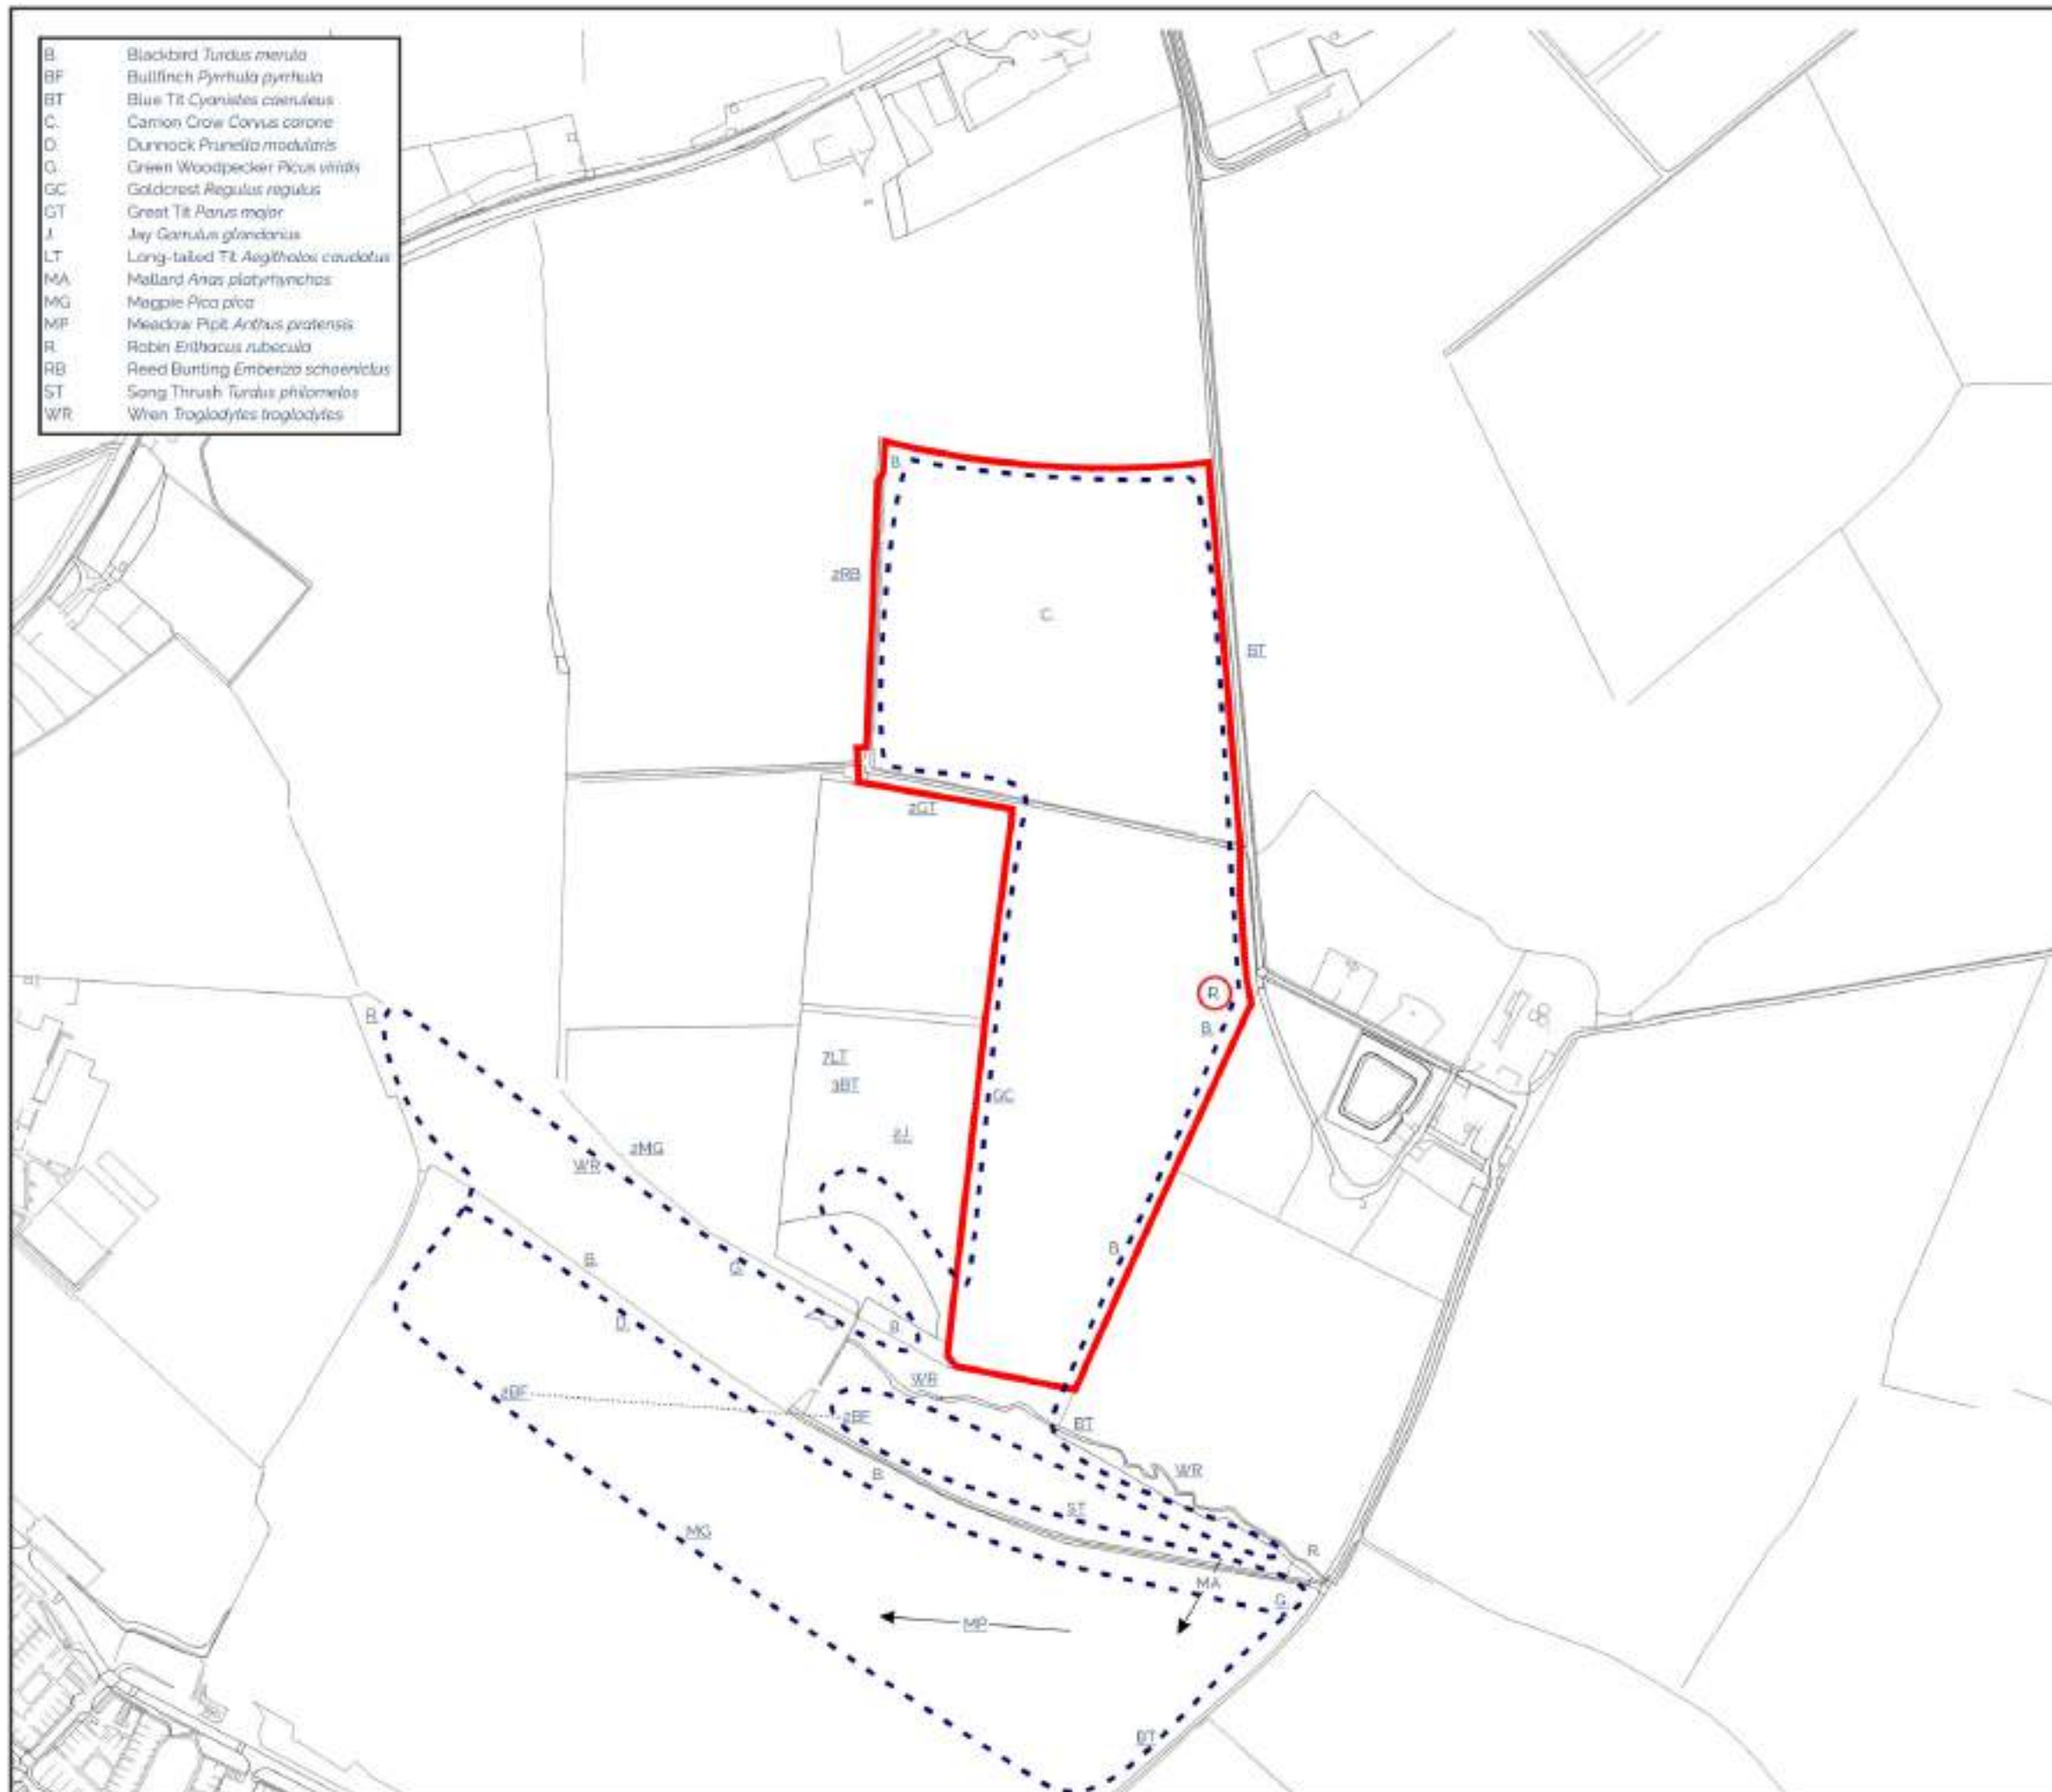 B. Blackbird Turdus merula
BF Bullfinch Pyrrhula pyrrhula
BT Blue Tit Cyanistes caeruleus
C. Carrion Crow Corvus corone
D. Dunnock Prunella modularis
G. Green Woodpecker Picus viridis
GC Goldcrest Regulus regulus
GT Great Tit Parus major
J. Jay Garrulus glandarius
LT Long-tailed Tit Aegithalos caudatus
MA Mallard Anas platyrhynchos
MG Magpie Pica pica
MP Meadow Pipit Anthus pratensis
R. Robin Erithacus rubecula
RB Reed Bunting Emberiza schoeniclus
ST Song Thrush Turdus philomelos
WR Wren Troglodytes troglodytes
B.
2RB
C.
BT
2GT
R.
R.
B.
7LT
3BT
GC
2J.
2MG
WR
B.
B.
G.
D.
B.
WR
2BF
2BF
BT
B.
WR
ST
MG
R.
MA
G.
MP
BT